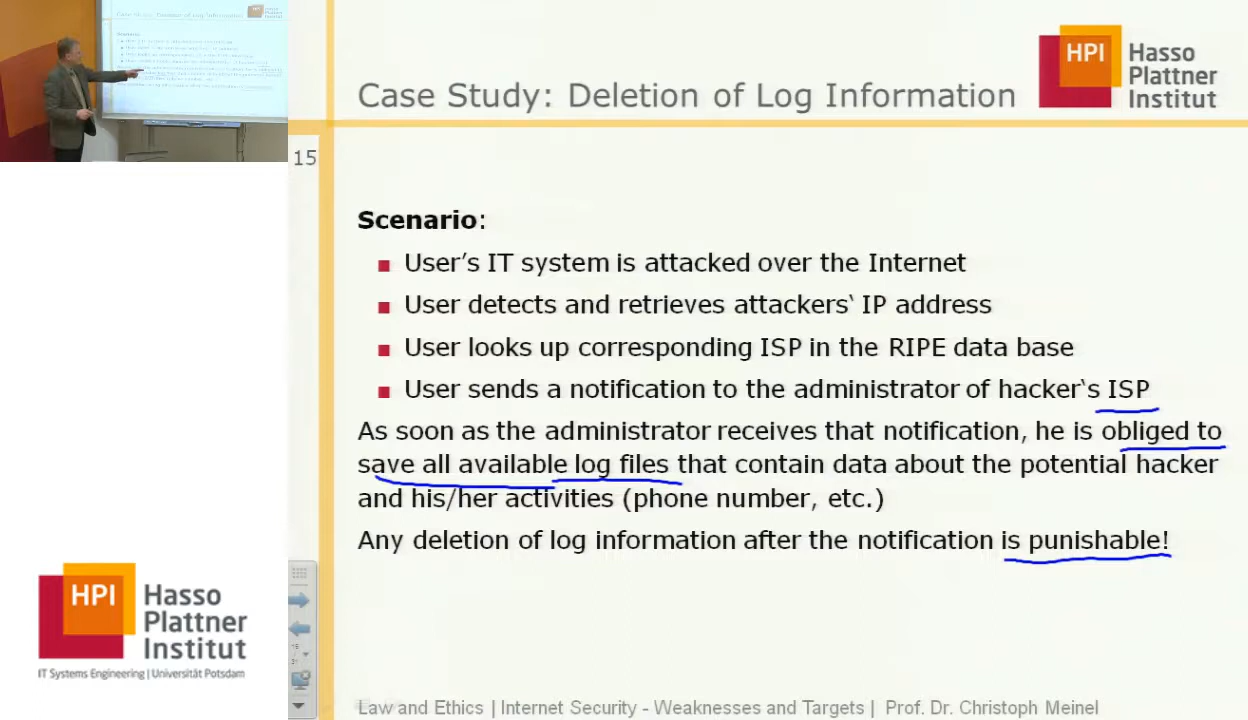 Case Study: Deletion of Log Information
HPI Hasso
Plattner
Institut
15
Scenario:
User’s IT system is attacked over the Internet
User detects and retrieves attackers‘ IP address
User looks up corresponding ISP in the RIPE data base
User sends a notification to the administrator of hacker‘s ISP
As soon as the administrator receives that notification, he is obliged to
save all available log files that contain data about the potential hacker
and his/her activities (phone number, etc.)
Any deletion of log information after the notification is punishable!
HPI Hasso
Plattner
Institut
IT Systems Engineering | Universität Potsdam
Law and Ethics | Internet Security - Weaknesses and Targets | Prof. Dr. Christoph Meinel